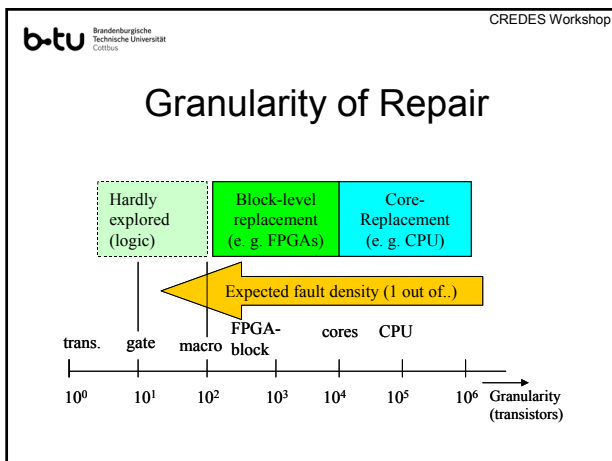 CREDES Workshop
b-tu
Brandenburgische
Technische Universität
Cottbus
Granularity of Repair
Hardly
explored
(logic)
Block-level
replacement
(e. g. FPGAs)
Core-
Replacement
(e. g. CPU)
Expected fault density (1 out of..)
trans.
gate
macro
FPGA-
block
cores
CPU
10⁰ 10¹ 10² 10³ 10⁴ 10⁵ 10⁶
Granularity
(transistors)